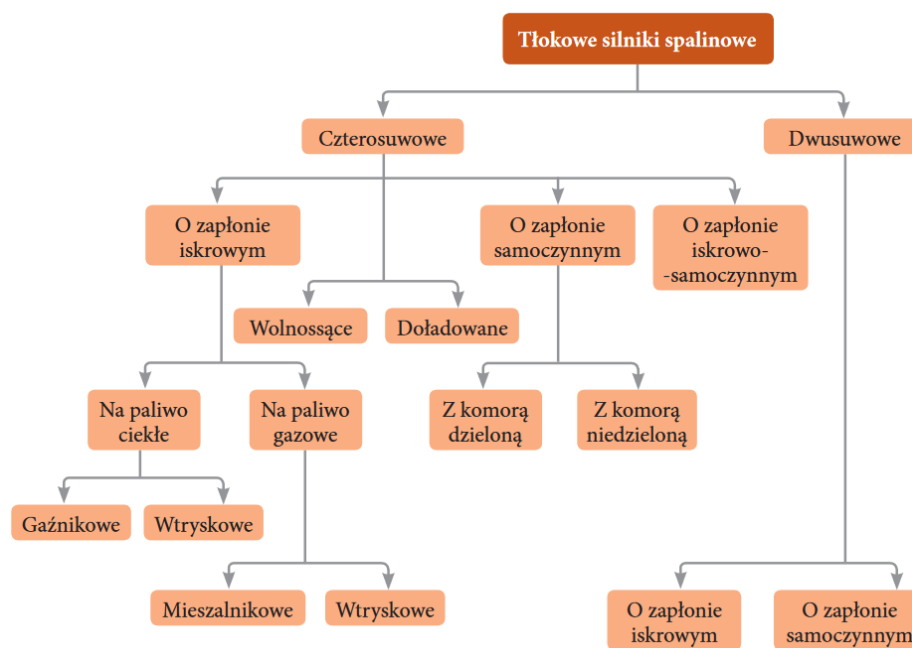 Tłokowe silniki spalinowe
Czterosuwowe
Dwusuwowe
O zapłonie
iskrowym
O zapłonie
samoczynnym
O zapłonie
iskrowo-
-samoczynnym
Wolnossące
Doładowane
Na paliwo
ciekłe
Na paliwo
gazowe
Z komorą
dzieloną
Z komorą
niedzieloną
Gaźnikowe
Wtryskowe
Mieszalnikowe
Wtryskowe
O zapłonie
iskrowym
O zapłonie
samoczynnym